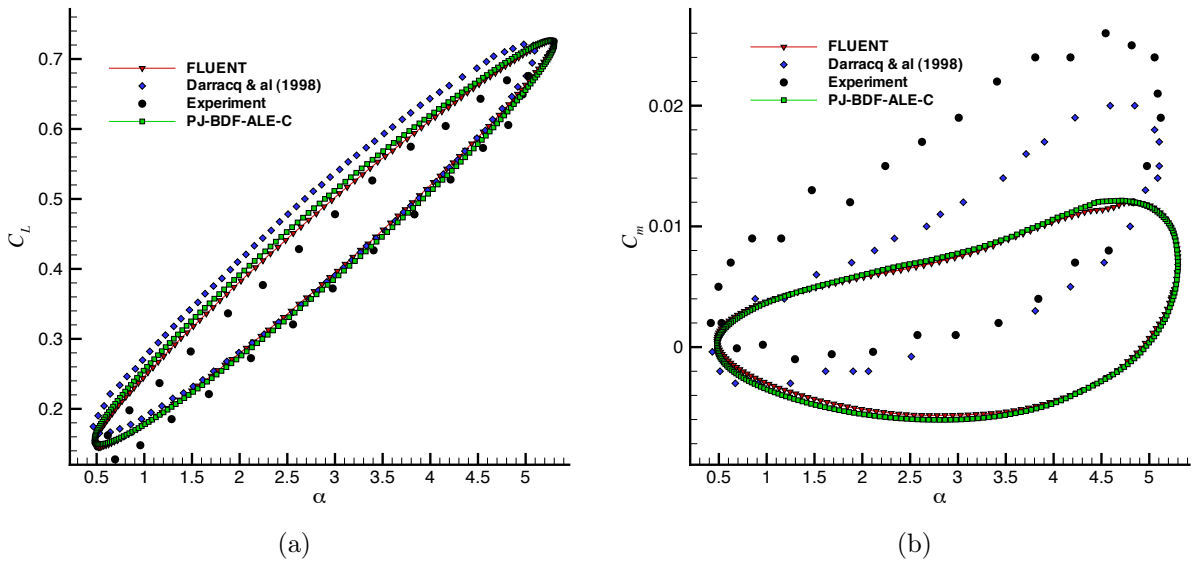 0.7
0.6
0.5
0.4
0.3
0.2
C_L
0.5 1 1.5 2 2.5 3 3.5 4 4.5 5
α
FLUENT
Darracq & al (1998)
Experiment
PJ-BDF-ALE-C
(a)
0.02
0.01
0
C_m
0.5 1 1.5 2 2.5 3 3.5 4 4.5 5
α
FLUENT
Darracq & al (1998)
Experiment
PJ-BDF-ALE-C
(b)